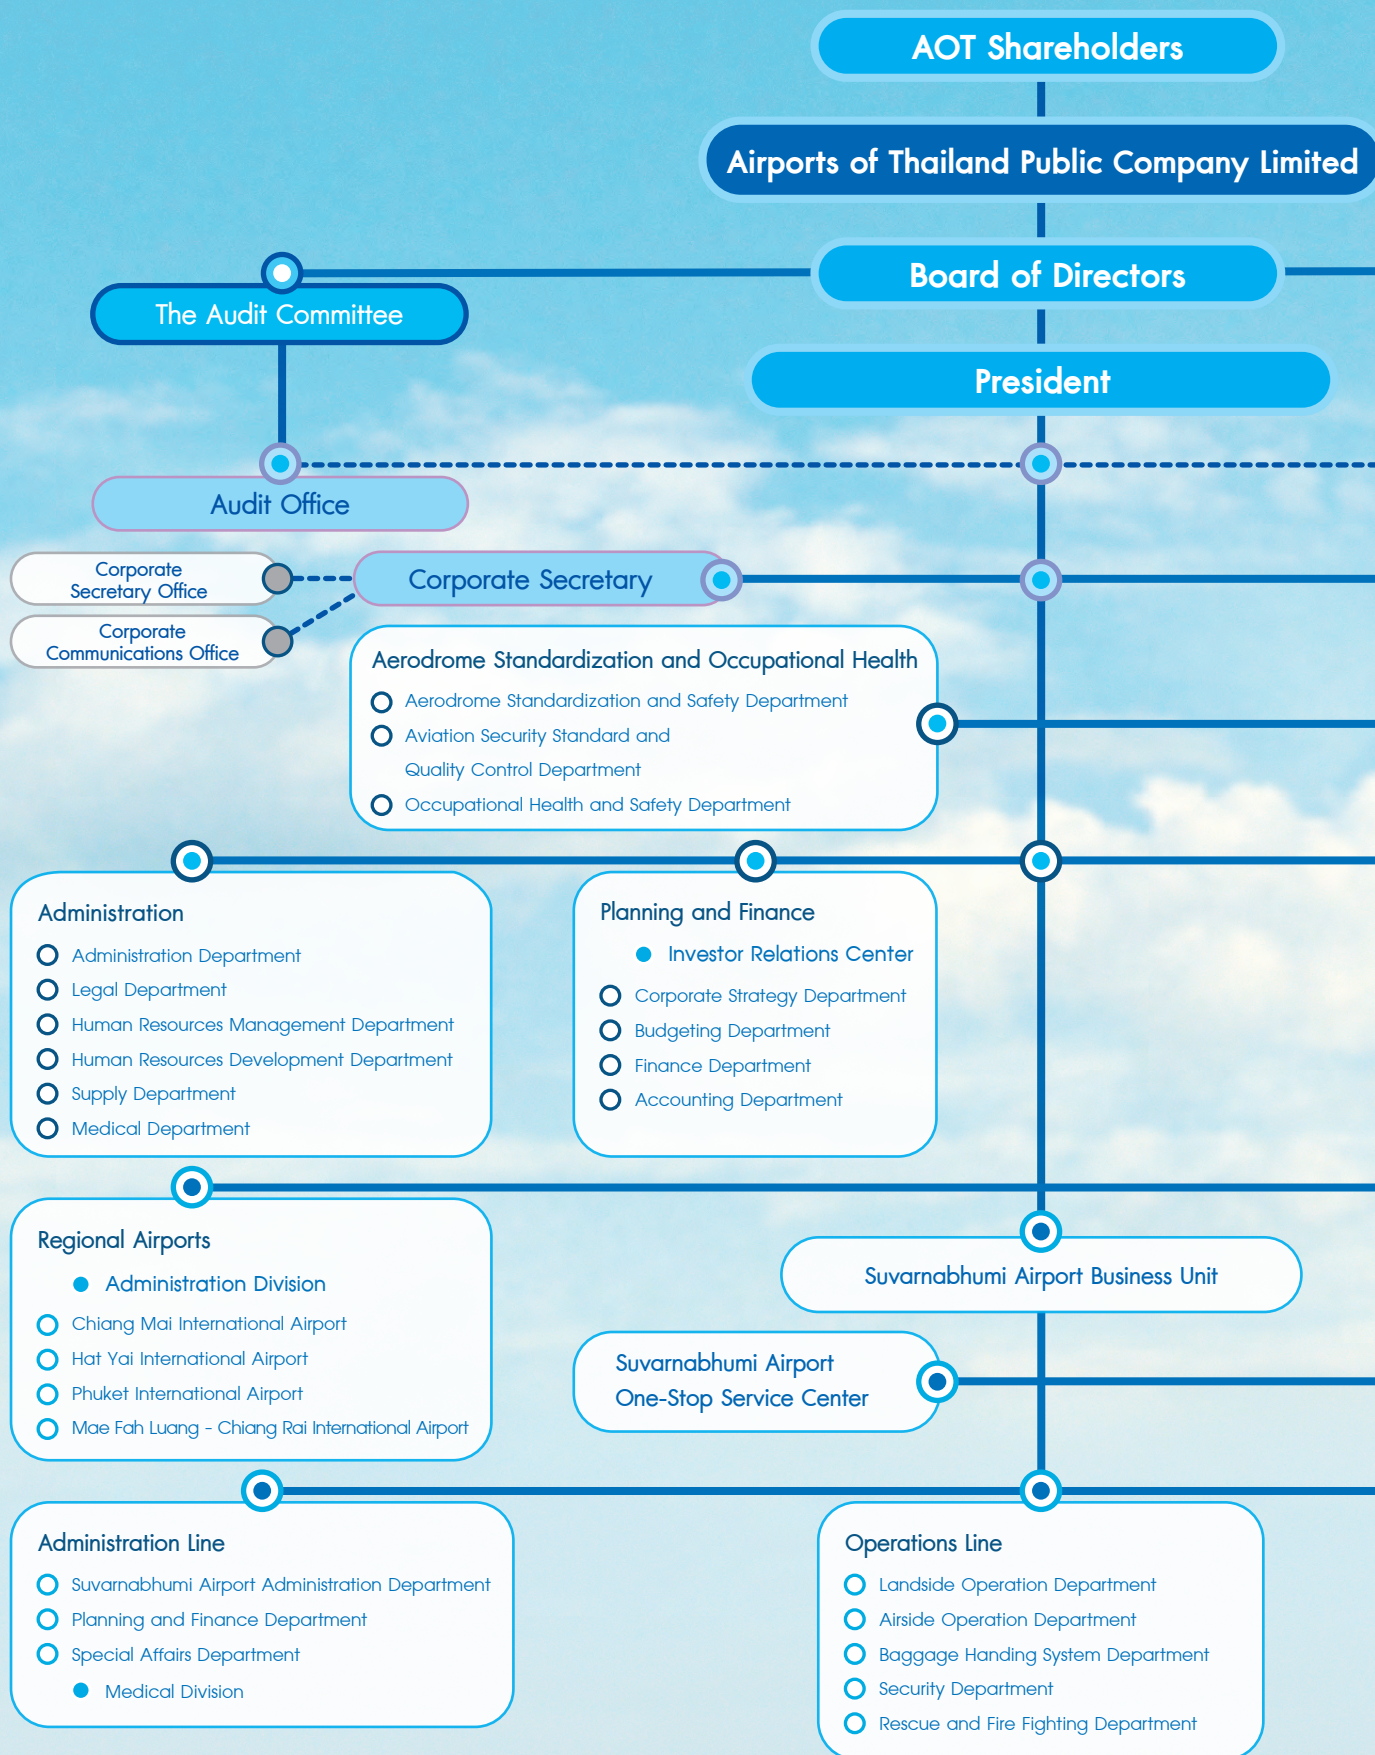 AOT Shareholders
Airports of Thailand Public Company Limited
Board of Directors
The Audit Committee
President
Audit Office
Corporate
Secretary Office
Corporate Secretary
Corporate
Communications Office
Aerodrome Standardization and Occupational Health
Aerodrome Standardization and Safety Department
Aviation Security Standard and
Quality Control Department
Occupational Health and Safety Department
Administration
Administration Department
Legal Department
Human Resources Management Department
Human Resources Development Department
Supply Department
Medical Department
Planning and Finance
Investor Relations Center
Corporate Strategy Department
Budgeting Department
Finance Department
Accounting Department
Regional Airports
Administration Division
Chiang Mai International Airport
Hat Yai International Airport
Phuket International Airport
Mae Fah Luang - Chiang Rai International Airport
Suvarnabhumi Airport Business Unit
Suvarnabhumi Airport
One-Stop Service Center
Administration Line
Suvarnabhumi Airport Administration Department
Planning and Finance Department
Special Affairs Department
Medical Division
Operations Line
Landside Operation Department
Airside Operation Department
Baggage Handing System Department
Security Department
Rescue and Fire Fighting Department